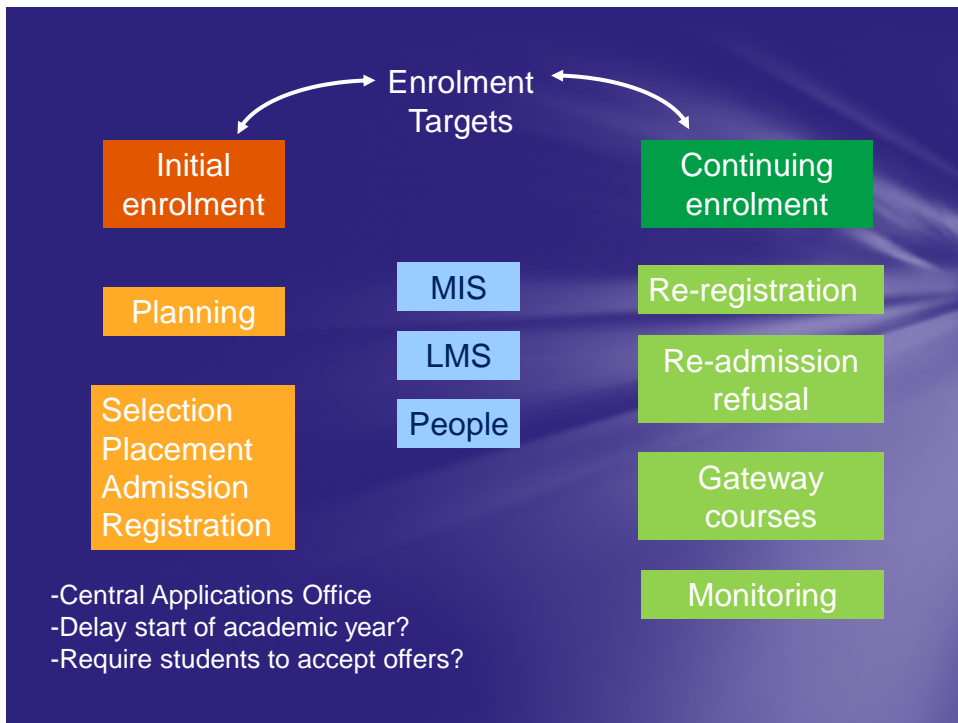 Enrolment
Targets
Initial
enrolment
Continuing
enrolment
Planning
MIS
LMS
People
Re-registration
Re-admission
refusal
Selection
Placement
Admission
Registration
Gateway
courses
Monitoring
-Central Applications Office
-Delay start of academic year?
-Require students to accept offers?